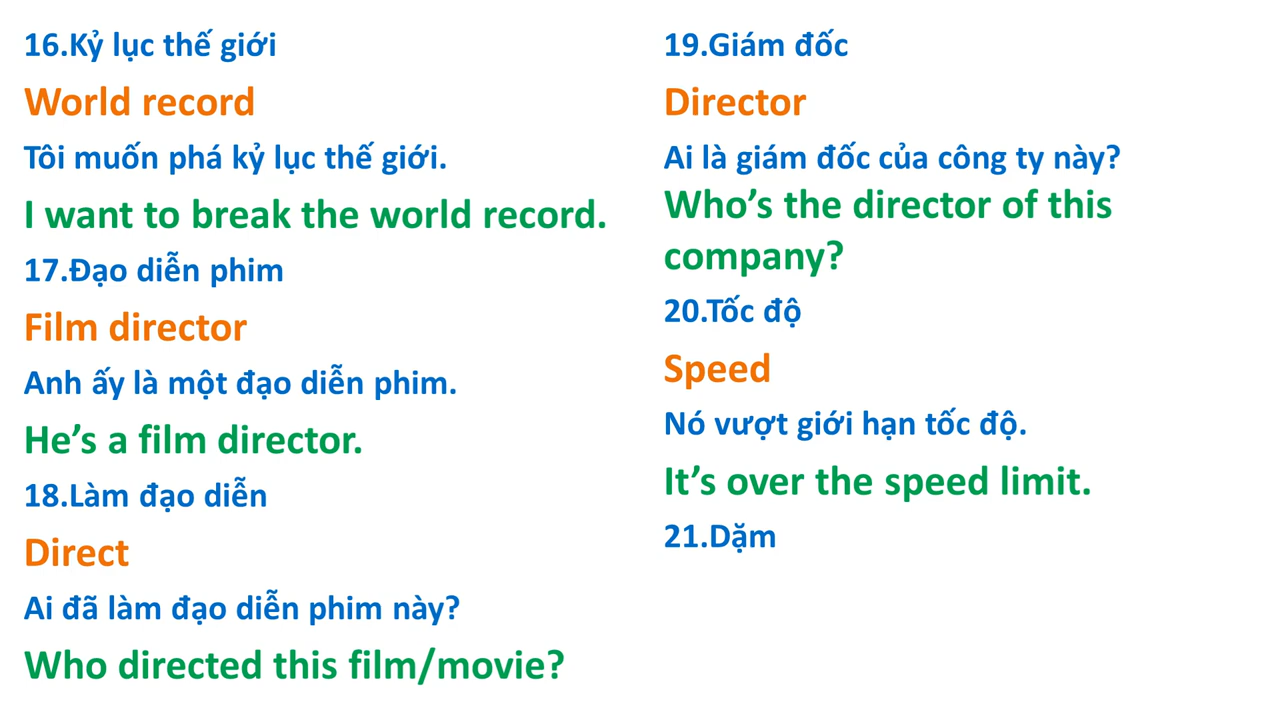 16.Kỷ lục thế giới
World record
Tôi muốn phá kỷ lục thế giới.
I want to break the world record.
17.Đạo diễn phim
Film director
Anh ấy là một đạo diễn phim.
He’s a film director.
18.Làm đạo diễn
Direct
Ai đã làm đạo diễn phim này?
Who directed this film/movie?
19.Giám đốc
Director
Ai là giám đốc của công ty này?
Who’s the director of this
company?
20.Tốc độ
Speed
Nó vượt giới hạn tốc độ.
It’s over the speed limit.
21.Dặm